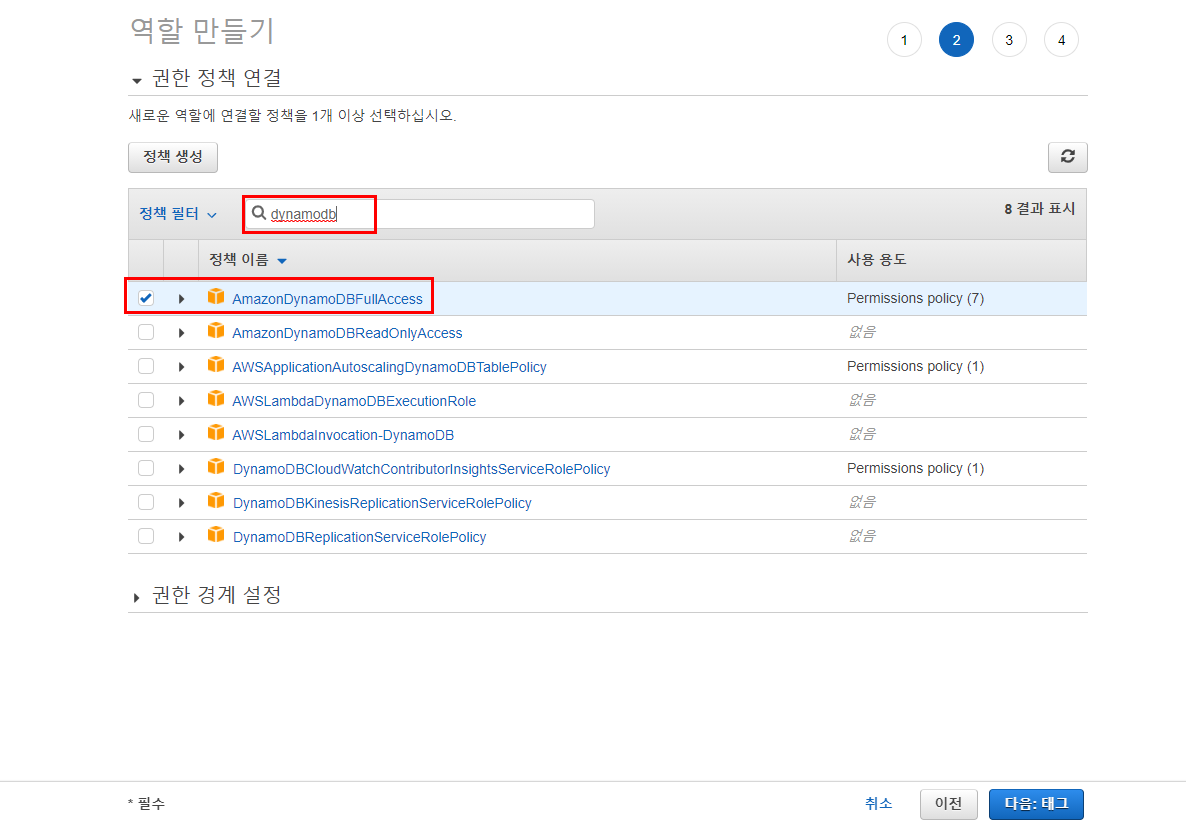 역할 만들기
1 2 3 4
권한 정책 연결
새로운 역할에 연결할 정책을 1개 이상 선택하십시오.
정책 생성
정책 필터 dynamodb 8 결과 표시
정책 이름 사용 용도
AmazonDynamoDBFullAccess Permissions policy (7)
AmazonDynamoDBReadOnlyAccess 없음
AWSApplicationAutoscalingDynamoDBTablePolicy Permissions policy (1)
AWSLambdaDynamoDBExecutionRole 없음
AWSLambdaInvocation-DynamoDB 없음
DynamoDBCloudWatchContributorInsightsServiceRolePolicy Permissions policy (1)
DynamoDBKinesisReplicationServiceRolePolicy 없음
DynamoDBReplicationServiceRolePolicy 없음
권한 경계 설정
* 필수 취소 이전 다음: 태그